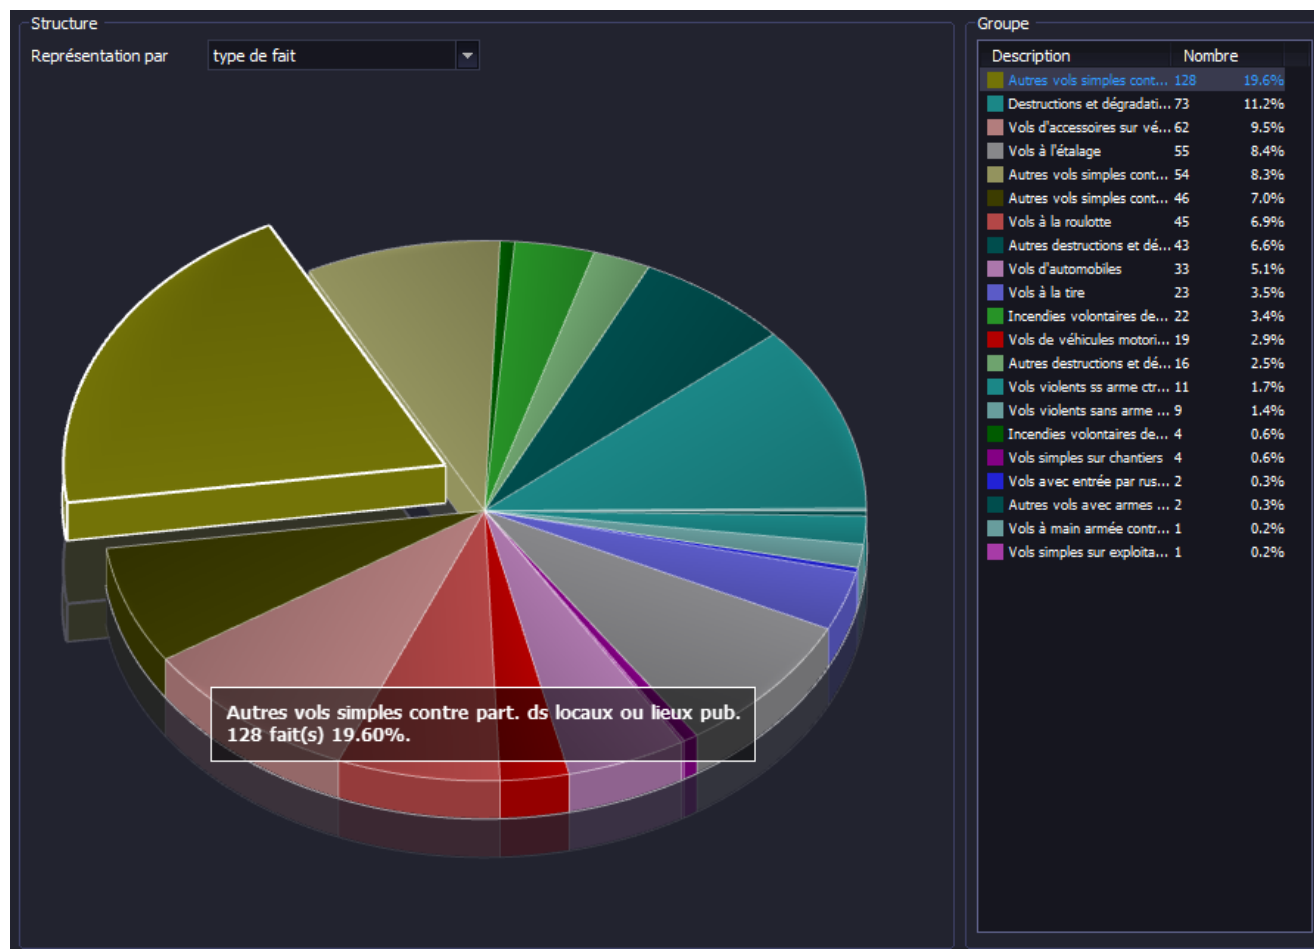 Structure
Représentation par type de fait
Autres vols simples contre part. ds locaux ou lieux pub.
128 fait(s) 19.60%.
Groupe
Description Nombre
Autres vols simples cont... 128 19.6%
Destructions et dégradati... 73 11.2%
Vols d'accessoires sur vé... 62 9.5%
Vols à l'étalage 55 8.4%
Autres vols simples cont... 54 8.3%
Autres vols simples cont... 46 7.0%
Vols à la roulotte 45 6.9%
Autres destructions et dé... 43 6.6%
Vols d'automobiles 33 5.1%
Vols à la tire 23 3.5%
Incendies volontaires de... 22 3.4%
Vols de véhicules motori... 19 2.9%
Autres destructions et dé... 16 2.5%
Vols violents ss arme ctr... 11 1.7%
Vols violents sans arme ... 9 1.4%
Incendies volontaires de... 4 0.6%
Vols simples sur chantiers 4 0.6%
Vols avec entrée par rus... 2 0.3%
Autres vols avec armes ... 2 0.3%
Vols à main armée contr... 1 0.2%
Vols simples sur exploita... 1 0.2%